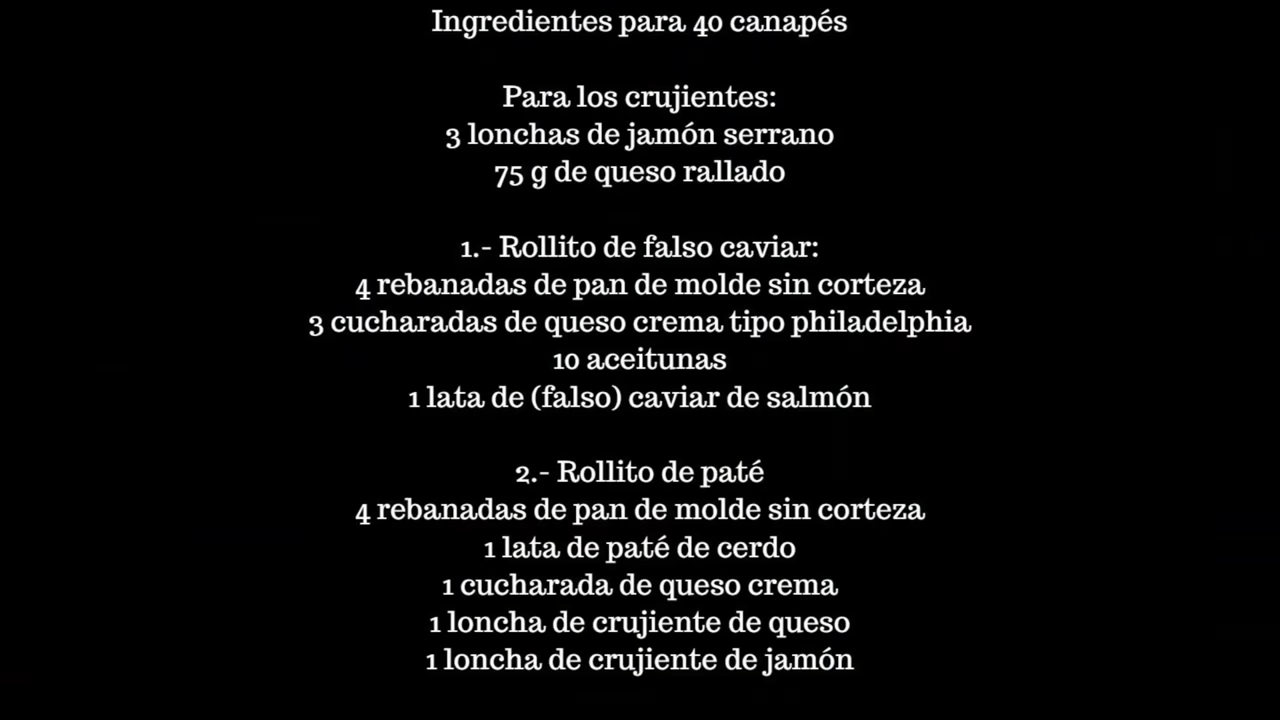 Ingredientes para 40 canapés
Para los crujientes:
3 lonchas de jamón serrano
75 g de queso rallado
1.- Rollito de falso caviar:
4 rebanadas de pan de molde sin corteza
3 cucharadas de queso crema tipo philadelphia
10 aceitunas
1 lata de (falso) caviar de salmón
2.- Rollito de paté
4 rebanadas de pan de molde sin corteza
1 lata de paté de cerdo
1 cucharada de queso crema
1 loncha de crujiente de queso
1 loncha de crujiente de jamón